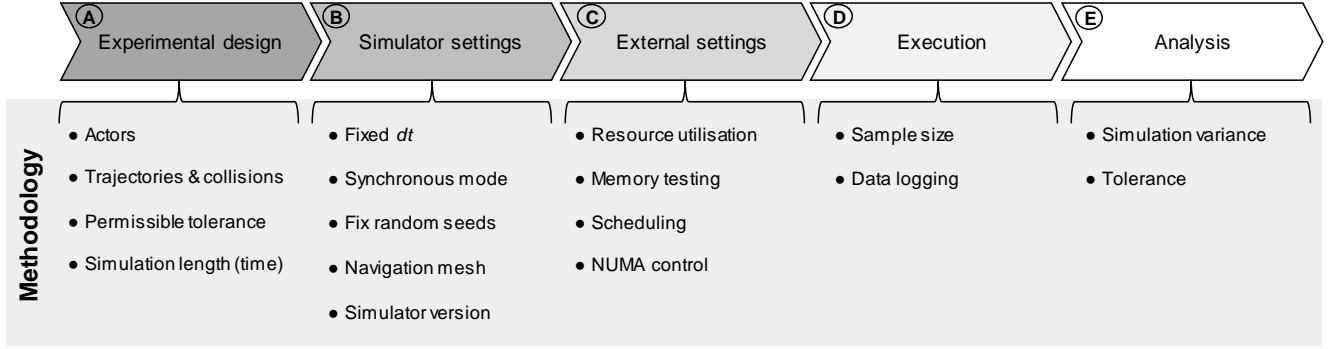 A
Experimental design
B
Simulator settings
C
External settings
D
Execution
E
Analysis
Methodology
● Actors
● Trajectories & collisions
● Permissible tolerance
● Simulation length (time)
● Fixed dt
● Synchronous mode
● Fix random seeds
● Navigation mesh
● Simulator version
● Resource utilisation
● Memory testing
● Scheduling
● NUMA control
● Sample size
● Data logging
● Simulation variance
● Tolerance